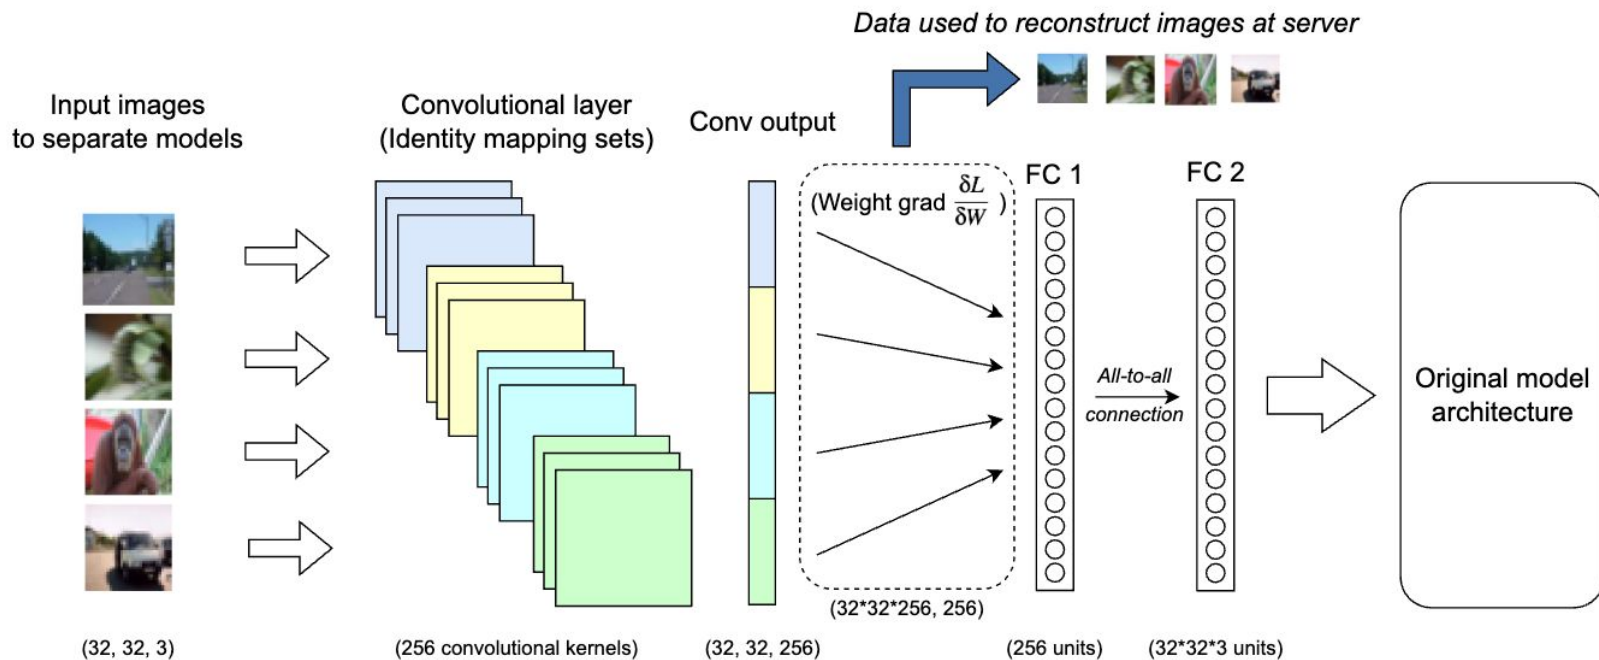 Data used to reconstruct images at server
Input images
to separate models
Convolutional layer
(Identity mapping sets)
Conv output
(Weight grad δL/δW )
FC 1
FC 2
All-to-all
connection
Original model
architecture
(32*32*256, 256)
(32, 32, 3)
(256 convolutional kernels)
(32, 32, 256)
(256 units)
(32*32*3 units)